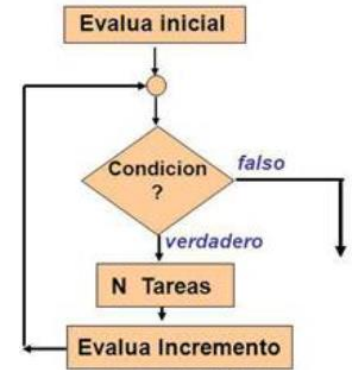 Evalua inicial
Condicion
?
falso
verdadero
N Tareas
Evalua Incremento